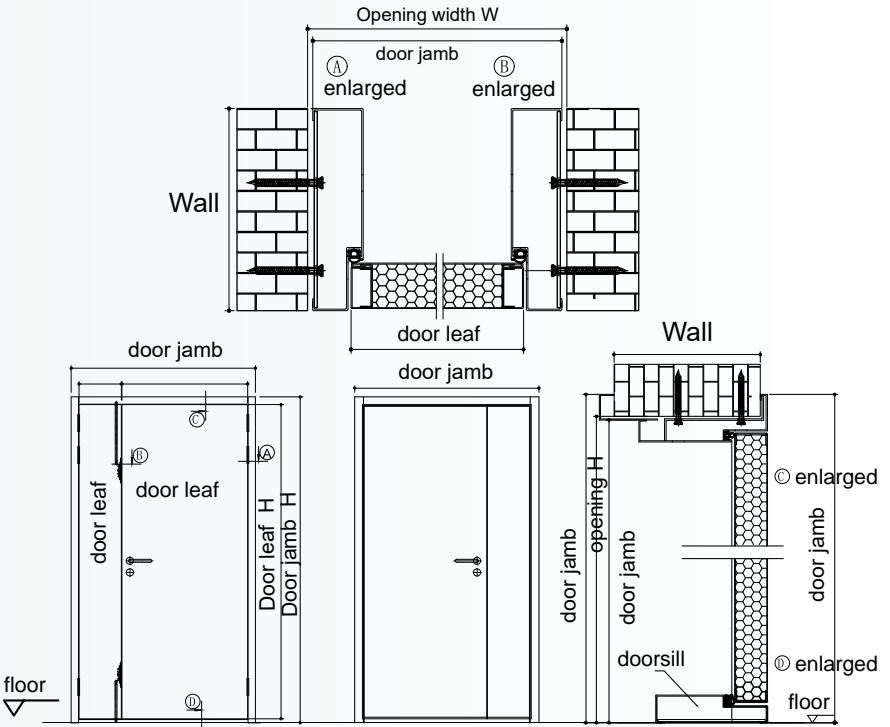 Opening width W
door jamb
Ⓐ
enlarged
Ⓑ
enlarged
Wall
door leaf
door jamb
door leaf
Ⓑ
door leaf
Ⓒ
Ⓐ
Door leaf H
Door jamb H
Ⓓ
floor
door jamb
Wall
door jamb
opening H
door jamb
Ⓒ enlarged
door jamb
Ⓓ enlarged
doorsill
floor